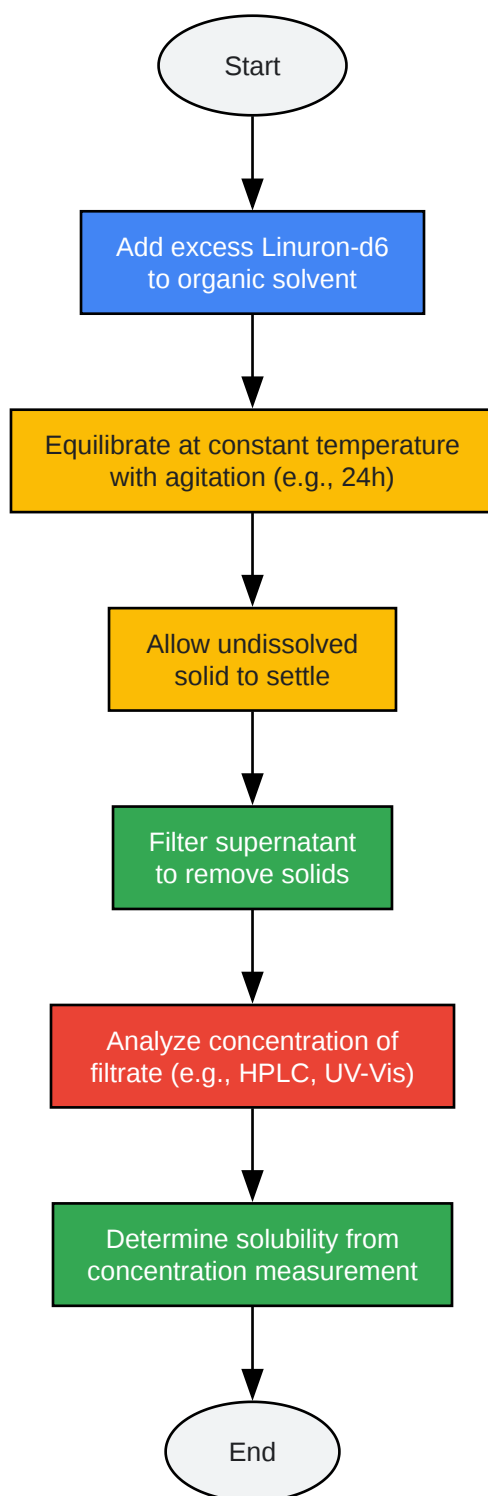 Start
Add excess Linuron-d6
to organic solvent
Equilibrate at constant temperature
with agitation (e.g., 24h)
Allow undissolved
solid to settle
Filter supernatant
to remove solids
Analyze concentration of
filtrate (e.g., HPLC, UV-Vis)
Determine solubility from
concentration measurement
End